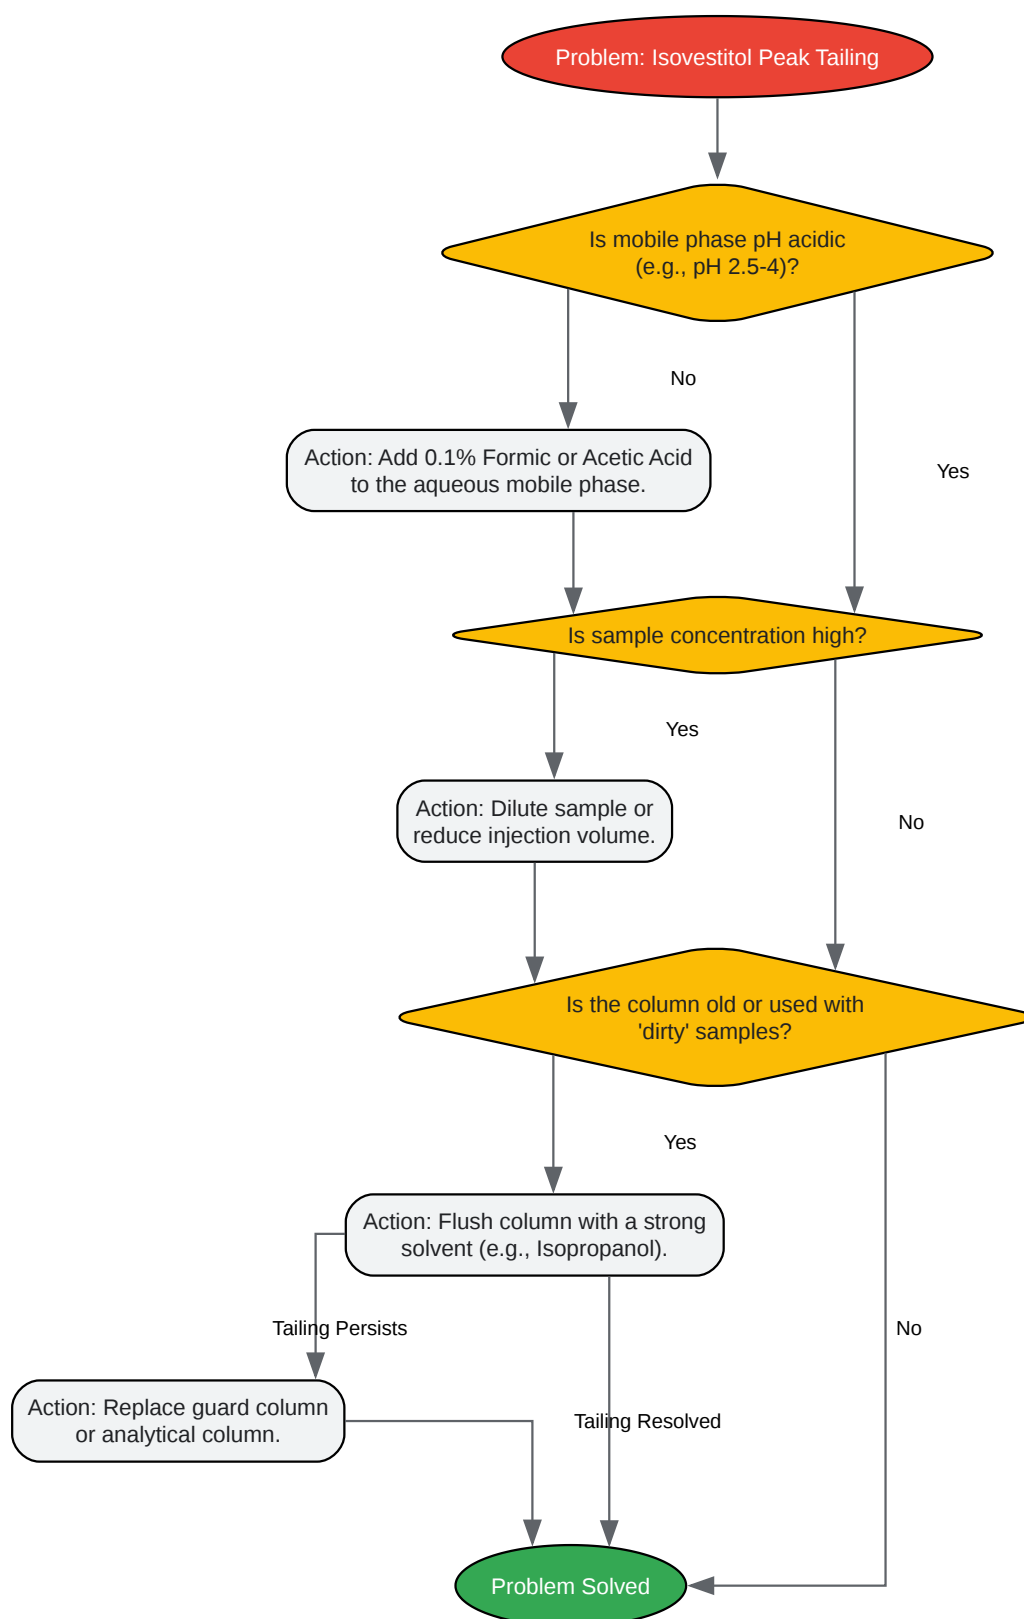 Problem: Isovestitol Peak Tailing
Is mobile phase pH acidic
(e.g., pH 2.5-4)?
No
Action: Add 0.1% Formic or Acetic Acid
to the aqueous mobile phase.
Yes
Is sample concentration high?
Yes
Action: Dilute sample or
reduce injection volume.
No
Is the column old or used with
'dirty' samples?
Yes
Action: Flush column with a strong
solvent (e.g., Isopropanol).
Tailing Persists
No
Action: Replace guard column
or analytical column.
Tailing Resolved
Problem Solved